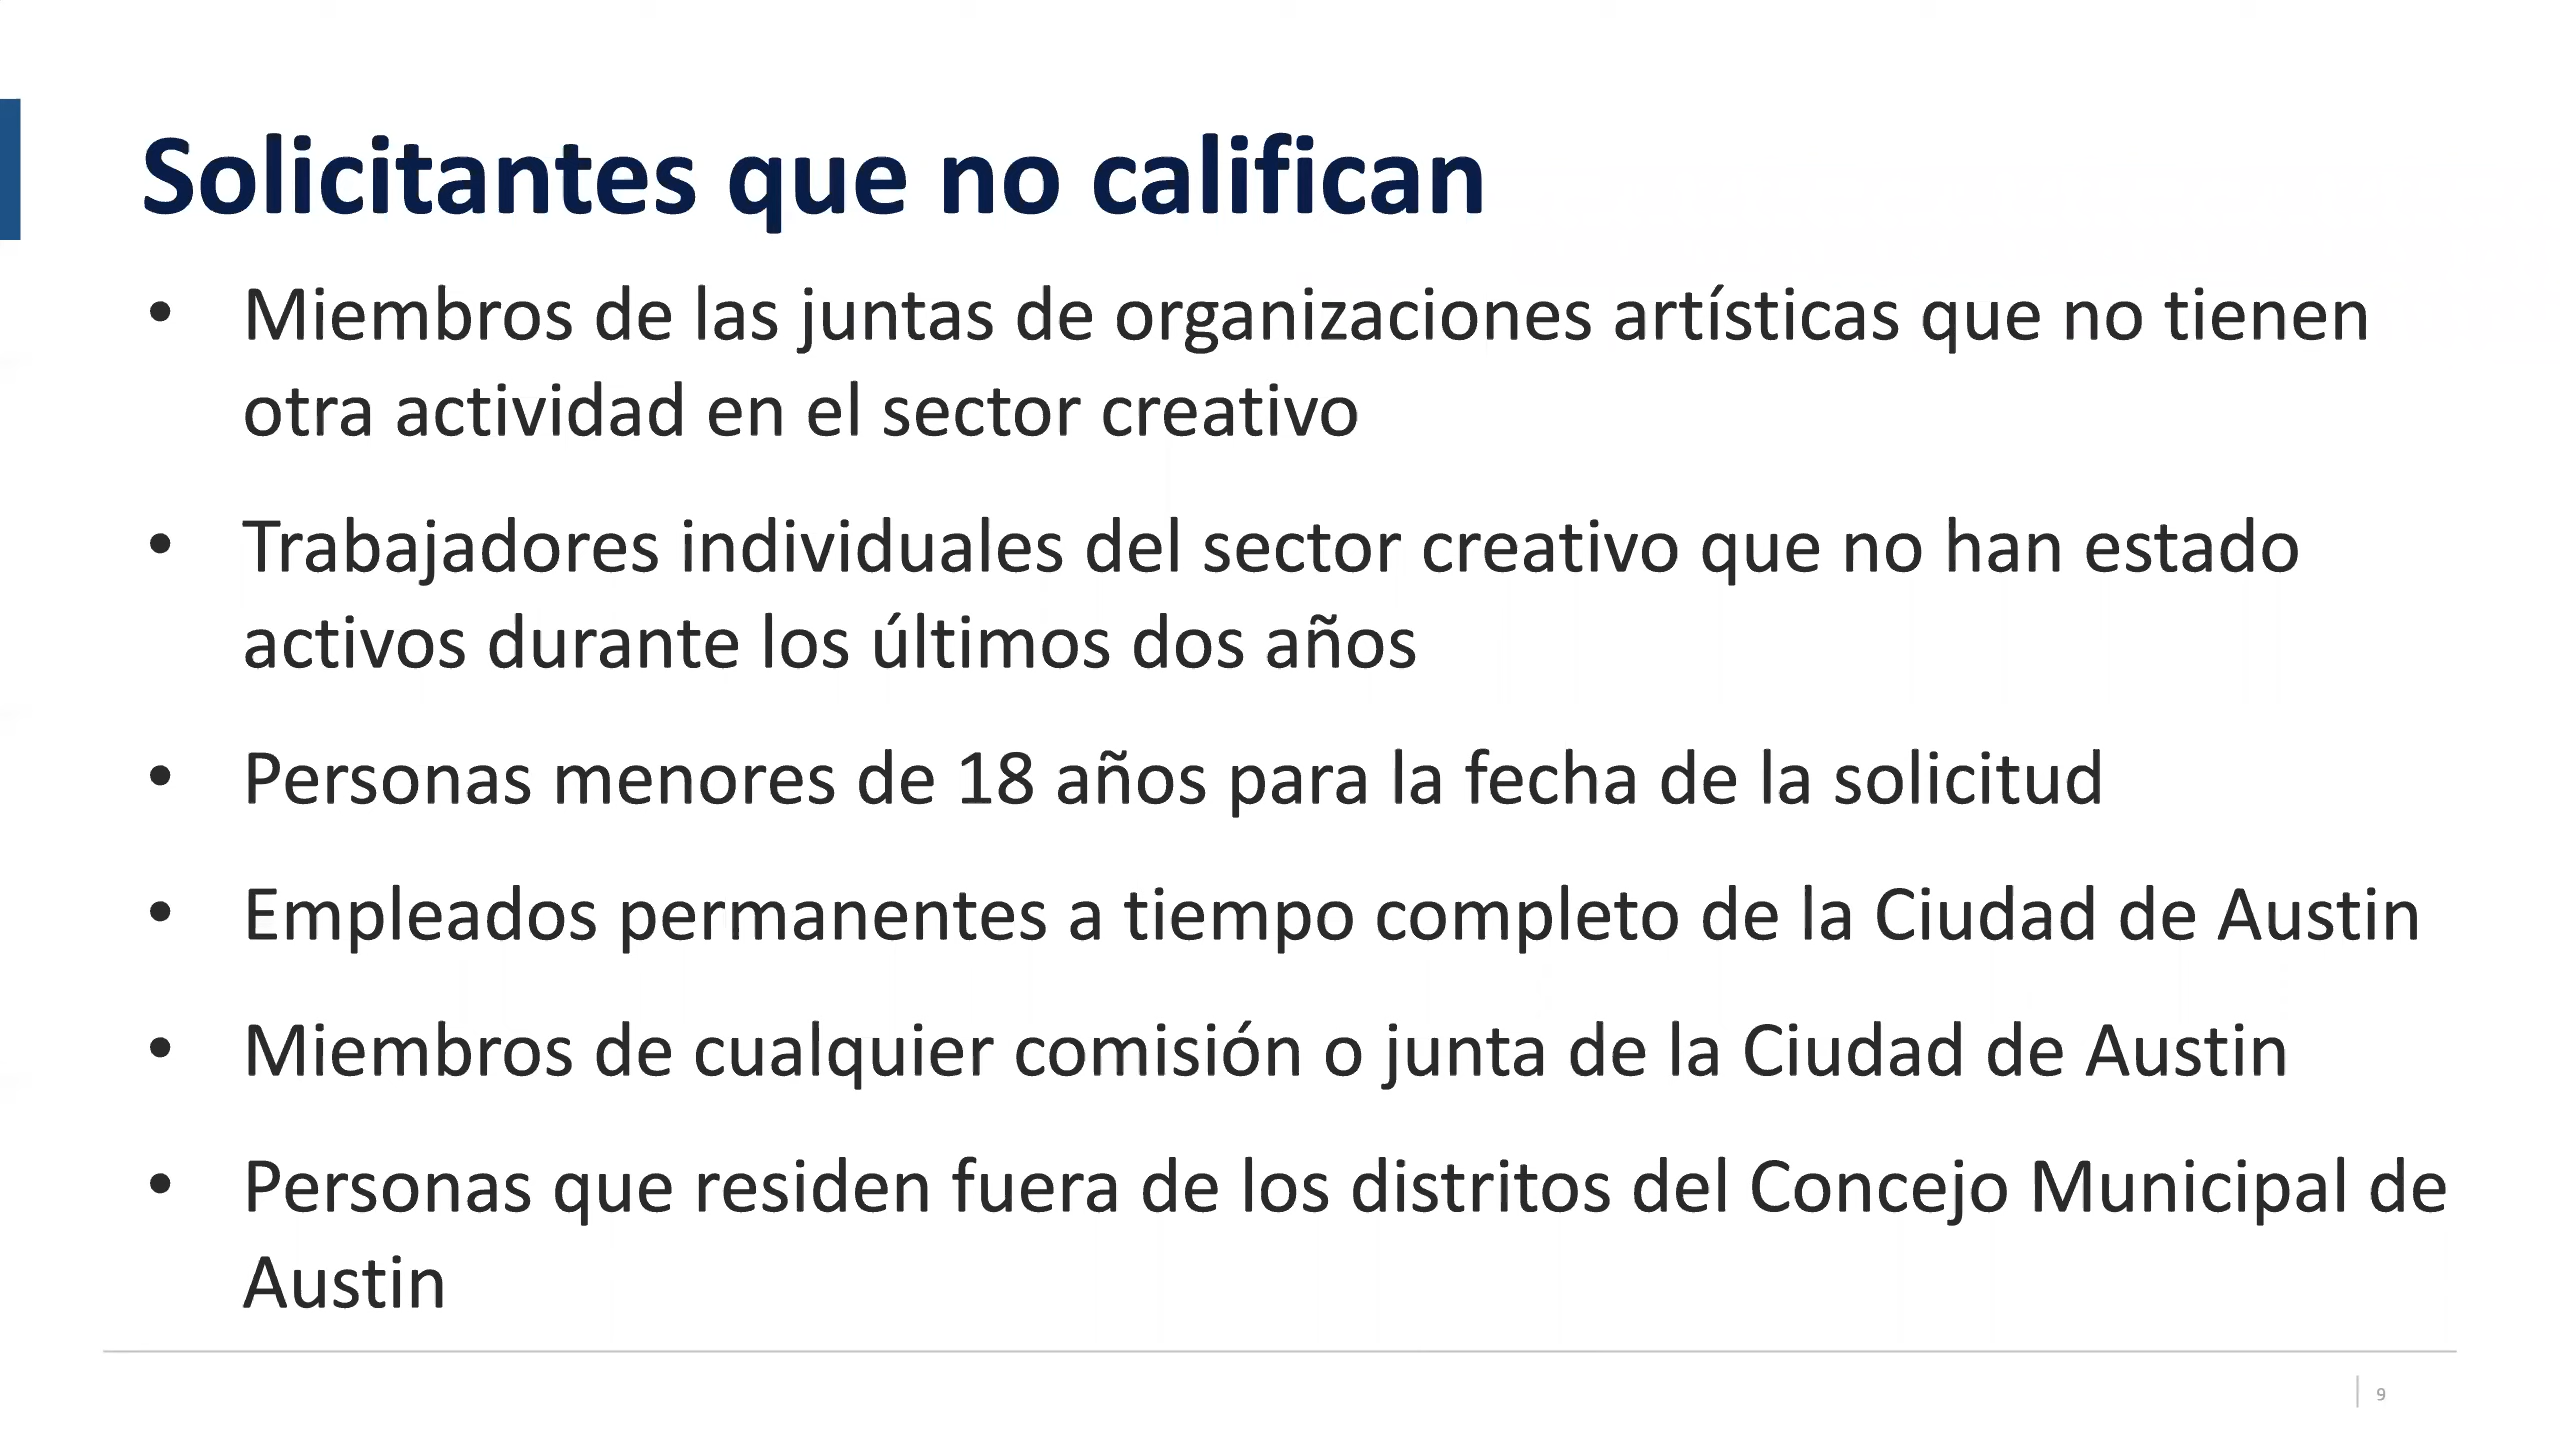 Solicitantes que no califican
• Miembros de las juntas de organizaciones artísticas que no tienen
otra actividad en el sector creativo
• Trabajadores individuales del sector creativo que no han estado
activos durante los últimos dos años
• Personas menores de 18 años para la fecha de la solicitud
• Empleados permanentes a tiempo completo de la Ciudad de Austin
• Miembros de cualquier comisión o junta de la Ciudad de Austin
• Personas que residen fuera de los distritos del Concejo Municipal de
Austin
9